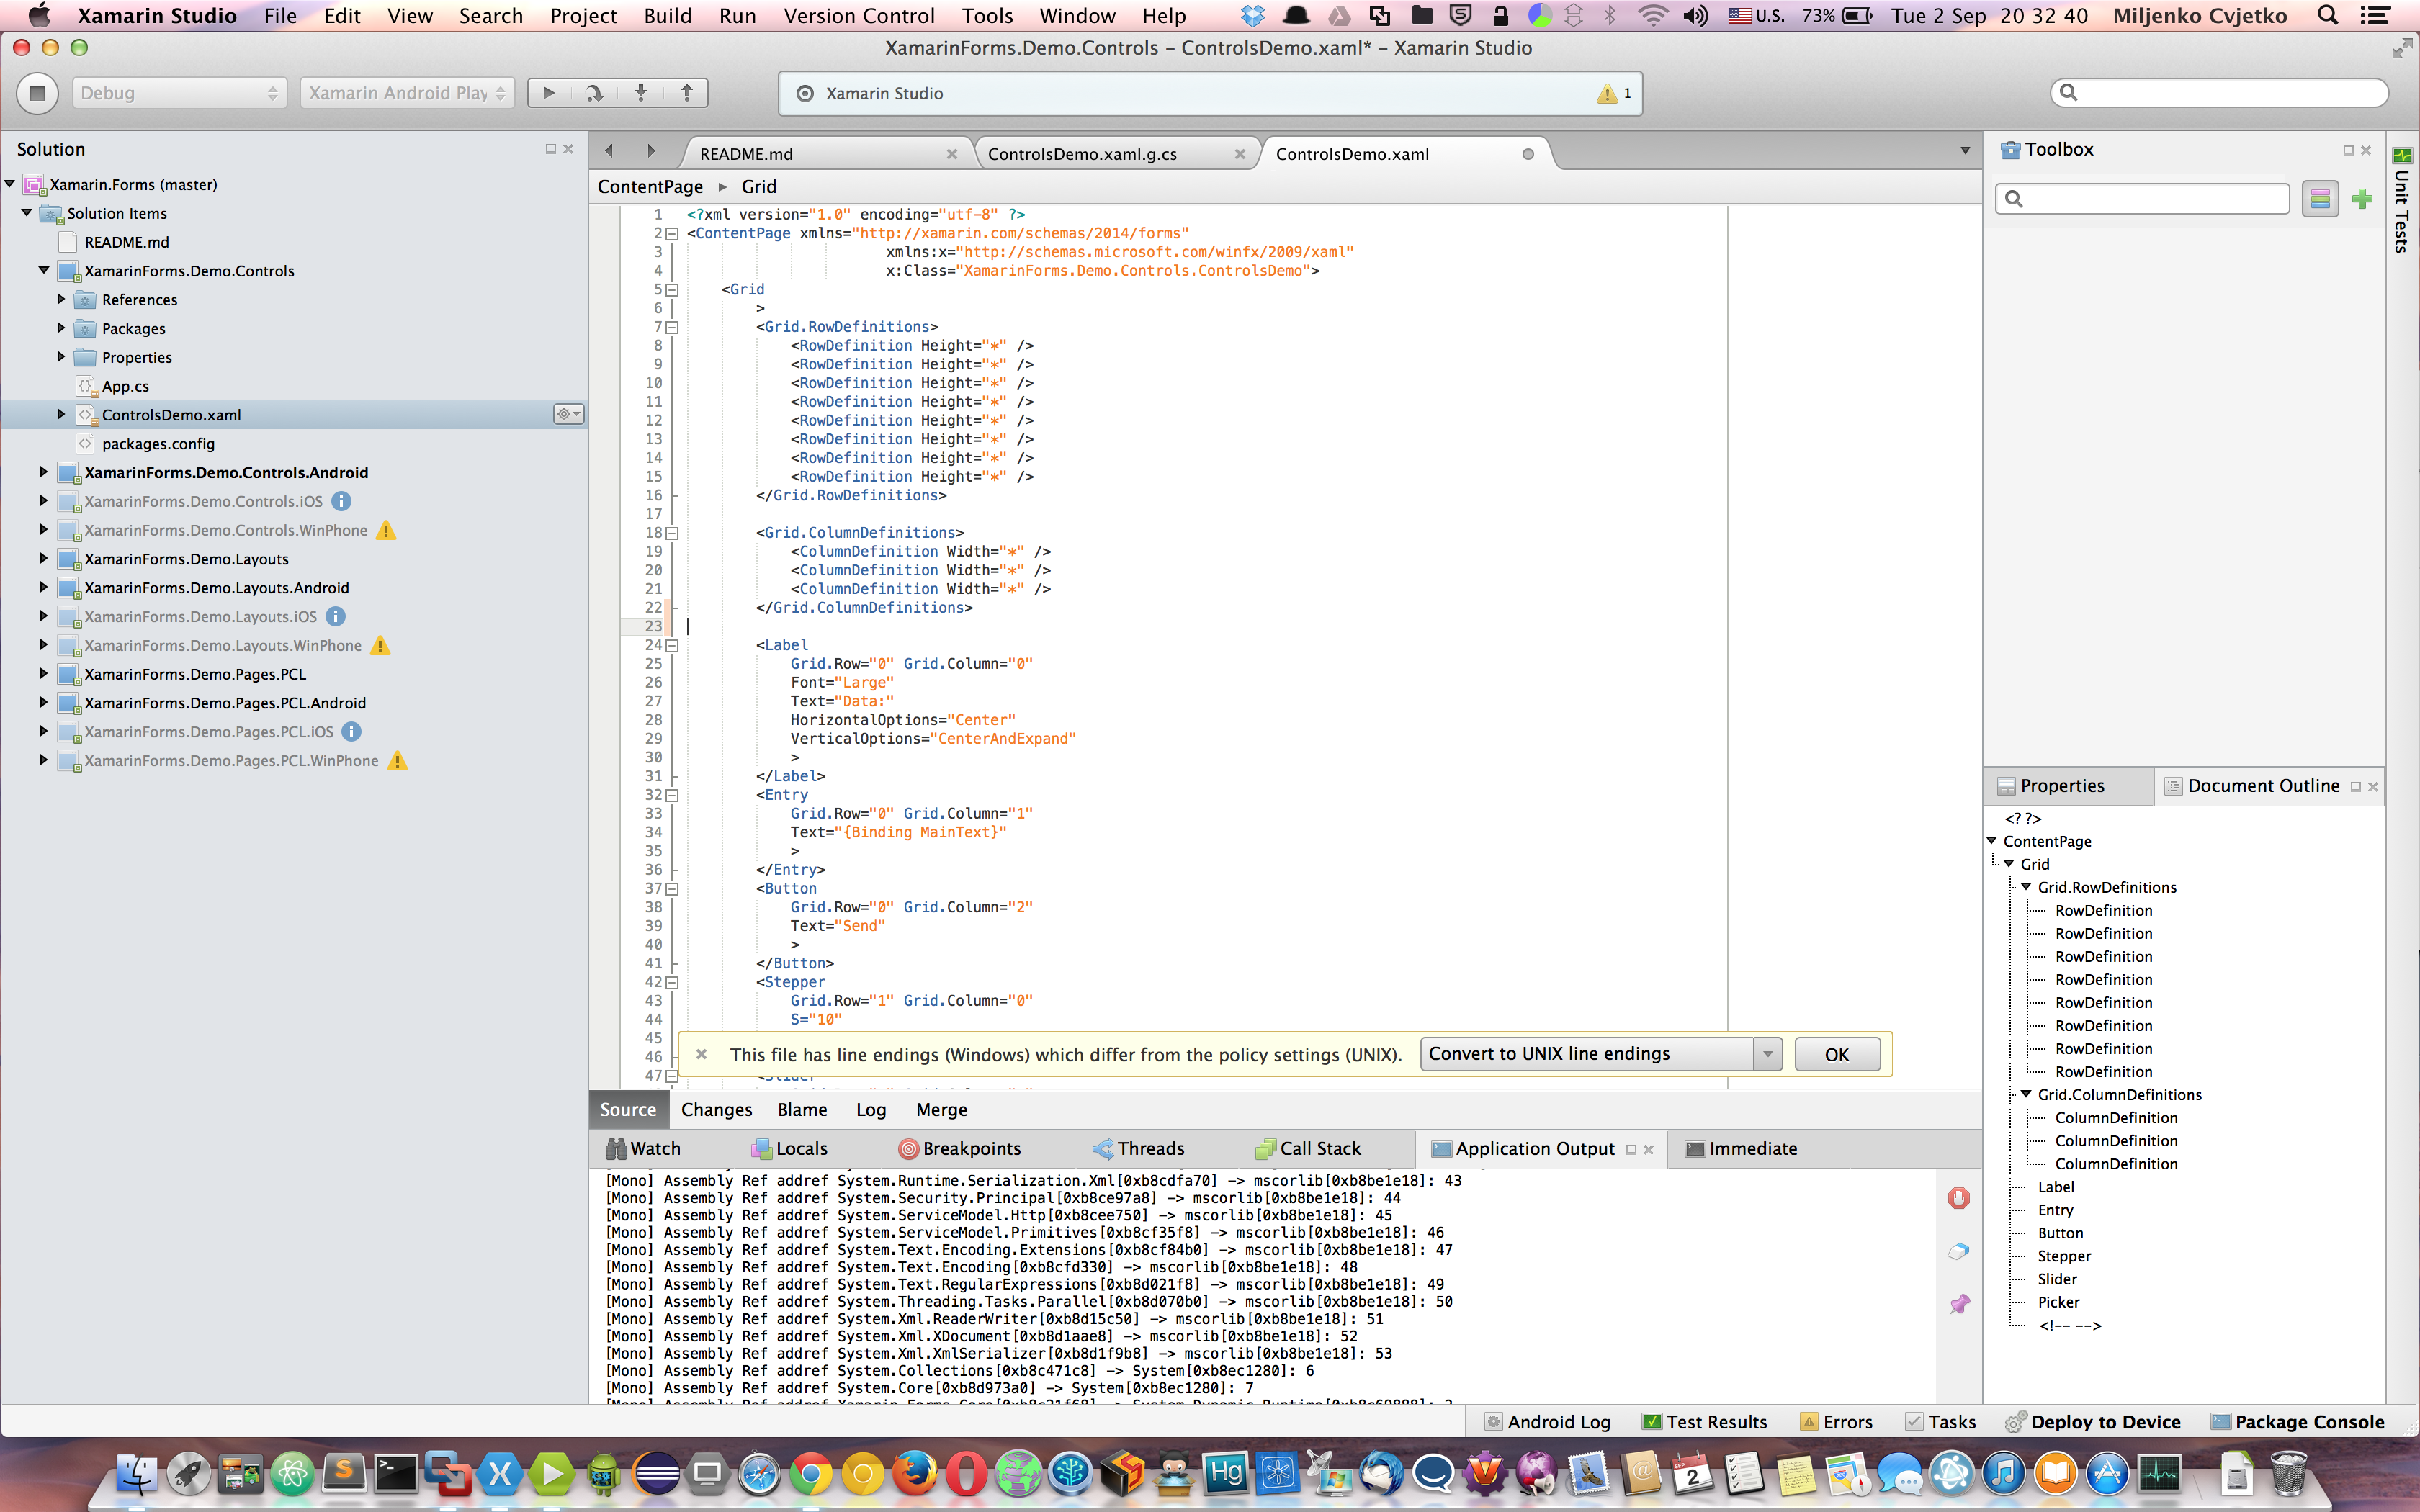 Xamarin Studio File Edit View Search Project Build Run Version Control Tools Window Help U.S. 73% Tue 2 Sep 20 32 40 Miljenko Cvjetko
XamarinForms.Demo.Controls – ControlsDemo.xaml* – Xamarin Studio
Debug Xamarin Android Play Xamarin Studio 1
Solution
Xamarin.Forms (master)
Solution Items
README.md
XamarinForms.Demo.Controls
References
Packages
Properties
App.cs
ControlsDemo.xaml
packages.config
XamarinForms.Demo.Controls.Android
XamarinForms.Demo.Controls.iOS
XamarinForms.Demo.Controls.WinPhone
XamarinForms.Demo.Layouts
XamarinForms.Demo.Layouts.Android
XamarinForms.Demo.Layouts.iOS
XamarinForms.Demo.Layouts.WinPhone
XamarinForms.Demo.Pages.PCL
XamarinForms.Demo.Pages.PCL.Android
XamarinForms.Demo.Pages.PCL.iOS
XamarinForms.Demo.Pages.PCL.WinPhone
README.md ControlsDemo.xaml.g.cs ControlsDemo.xaml
ContentPage Grid
1 <?xml version="1.0" encoding="utf-8" ?>
2 <ContentPage xmlns="http://xamarin.com/schemas/2014/forms"
3 xmlns:x="http://schemas.microsoft.com/winfx/2009/xaml"
4 x:Class="XamarinForms.Demo.Controls.ControlsDemo">
5 <Grid
6 >
7 <Grid.RowDefinitions>
8 <RowDefinition Height="*" />
9 <RowDefinition Height="*" />
10 <RowDefinition Height="*" />
11 <RowDefinition Height="*" />
12 <RowDefinition Height="*" />
13 <RowDefinition Height="*" />
14 <RowDefinition Height="*" />
15 <RowDefinition Height="*" />
16 </Grid.RowDefinitions>
17
18 <Grid.ColumnDefinitions>
19 <ColumnDefinition Width="*" />
20 <ColumnDefinition Width="*" />
21 <ColumnDefinition Width="*" />
22 </Grid.ColumnDefinitions>
23
24 <Label
25 Grid.Row="0" Grid.Column="0"
26 Font="Large"
27 Text="Data:"
28 HorizontalOptions="Center"
29 VerticalOptions="CenterAndExpand"
30 >
31 </Label>
32 <Entry
33 Grid.Row="0" Grid.Column="1"
34 Text="{Binding MainText}"
35 >
36 </Entry>
37 <Button
38 Grid.Row="0" Grid.Column="2"
39 Text="Send"
40 >
41 </Button>
42 <Stepper
43 Grid.Row="1" Grid.Column="0"
44 S="10"
45
46
47 <Slider
This file has line endings (Windows) which differ from the policy settings (UNIX). Convert to UNIX line endings OK
Source Changes Blame Log Merge
Watch Locals Breakpoints Threads Call Stack Application Output Immediate
[Mono] Assembly Ref addref System.Runtime.Serialization.Xml[0xb8cdfa70] -> mscorlib[0xb8be1e18]: 43
[Mono] Assembly Ref addref System.Security.Principal[0xb8ce97a8] -> mscorlib[0xb8be1e18]: 44
[Mono] Assembly Ref addref System.ServiceModel.Http[0xb8cee750] -> mscorlib[0xb8be1e18]: 45
[Mono] Assembly Ref addref System.ServiceModel.Primitives[0xb8cf35f8] -> mscorlib[0xb8be1e18]: 46
[Mono] Assembly Ref addref System.Text.Encoding.Extensions[0xb8cf84b0] -> mscorlib[0xb8be1e18]: 47
[Mono] Assembly Ref addref System.Text.Encoding[0xb8cfd330] -> mscorlib[0xb8be1e18]: 48
[Mono] Assembly Ref addref System.Text.RegularExpressions[0xb8d021f8] -> mscorlib[0xb8be1e18]: 49
[Mono] Assembly Ref addref System.Threading.Tasks.Parallel[0xb8d070b0] -> mscorlib[0xb8be1e18]: 50
[Mono] Assembly Ref addref System.Xml.ReaderWriter[0xb8d15c50] -> mscorlib[0xb8be1e18]: 51
[Mono] Assembly Ref addref System.Xml.XDocument[0xb8d1aae8] -> mscorlib[0xb8be1e18]: 52
[Mono] Assembly Ref addref System.Xml.XmlSerializer[0xb8d1f9b8] -> mscorlib[0xb8be1e18]: 53
[Mono] Assembly Ref addref System.Collections[0xb8c471c8] -> System[0xb8ec1280]: 6
[Mono] Assembly Ref addref System.Core[0xb8d973a0] -> System[0xb8ec1280]: 7
Toolbox
Unit Tests
Properties Document Outline
<? ?>
ContentPage
Grid
Grid.RowDefinitions
RowDefinition
RowDefinition
RowDefinition
RowDefinition
RowDefinition
RowDefinition
RowDefinition
RowDefinition
Grid.ColumnDefinitions
ColumnDefinition
ColumnDefinition
ColumnDefinition
Label
Entry
Button
Stepper
Slider
Picker
<!-- -->
Android Log Test Results Errors Tasks Deploy to Device Package Console
Hg
2